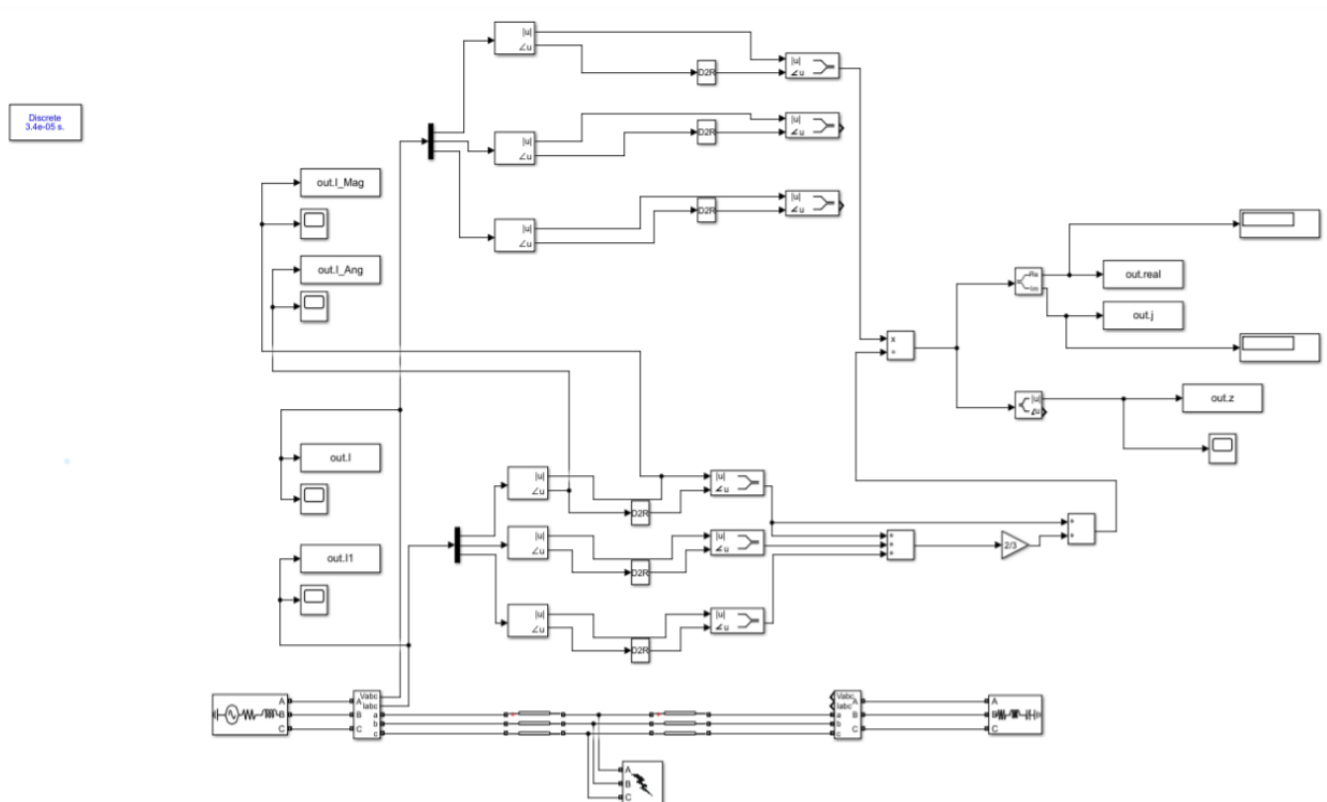 Discrete
3.4e-05 s.
|u|
∠u
D2R
|u|
∠u
|u|
∠u
D2R
|u|
∠u
|u|
∠u
D2R
|u|
∠u
out.I_Mag
out.I_Ang
Re
Im
out.real
out.j
x
÷
|u|
∠u
out.z
out.I
|u|
∠u
D2R
|u|
∠u
out.I1
|u|
∠u
D2R
|u|
∠u
+
+
+
2/3
+
+
|u|
∠u
D2R
|u|
∠u
A
B
C
A
B
C
Vabc
Iabc
a
b
c
Vabc
Iabc
a
b
c
A
B
C
A
B
C
A
B
C